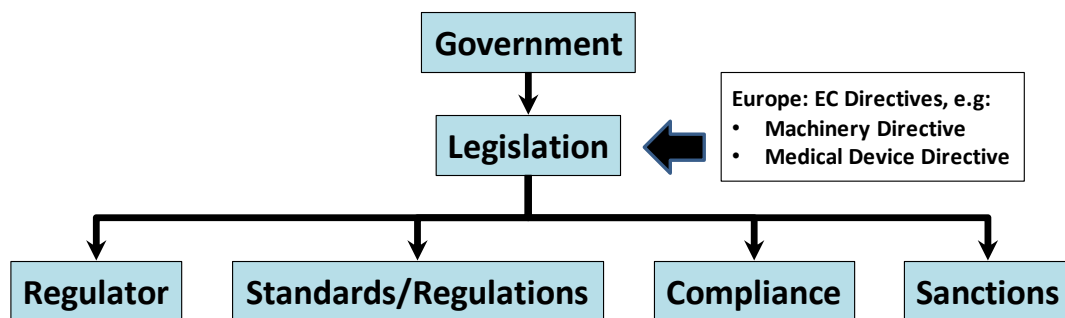 Government
Europe: EC Directives, e.g:
• Machinery Directive
• Medical Device Directive
Legislation
Regulator
Standards/Regulations
Compliance
Sanctions